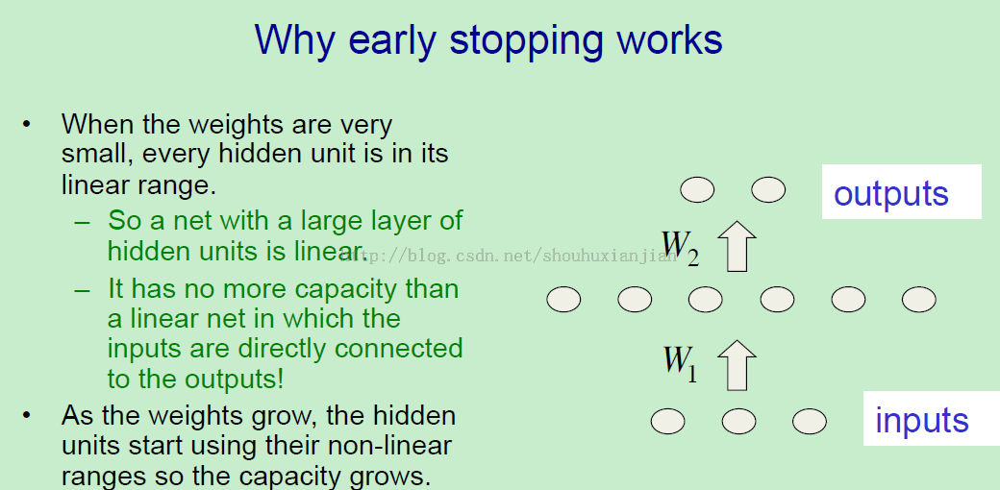 Why early stopping works
• When the weights are very
small, every hidden unit is in its
linear range.
– So a net with a large layer of
hidden units is linear.
– It has no more capacity than
a linear net in which the
inputs are directly connected
to the outputs!
• As the weights grow, the hidden
units start using their non-linear
ranges so the capacity grows.
http://blog.csdn.net/shouhuxianjian
outputs
W2
W1
inputs